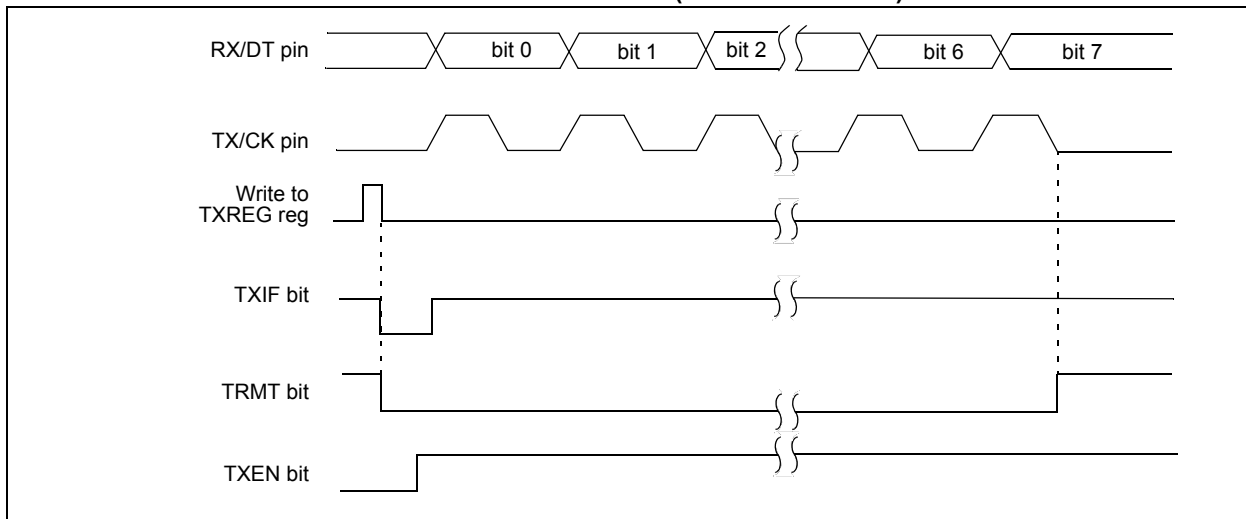 RX/DT pin
bit 0
bit 1
bit 2
bit 6
bit 7
TX/CK pin
Write to
TXREG reg
TXIF bit
TRMT bit
TXEN bit